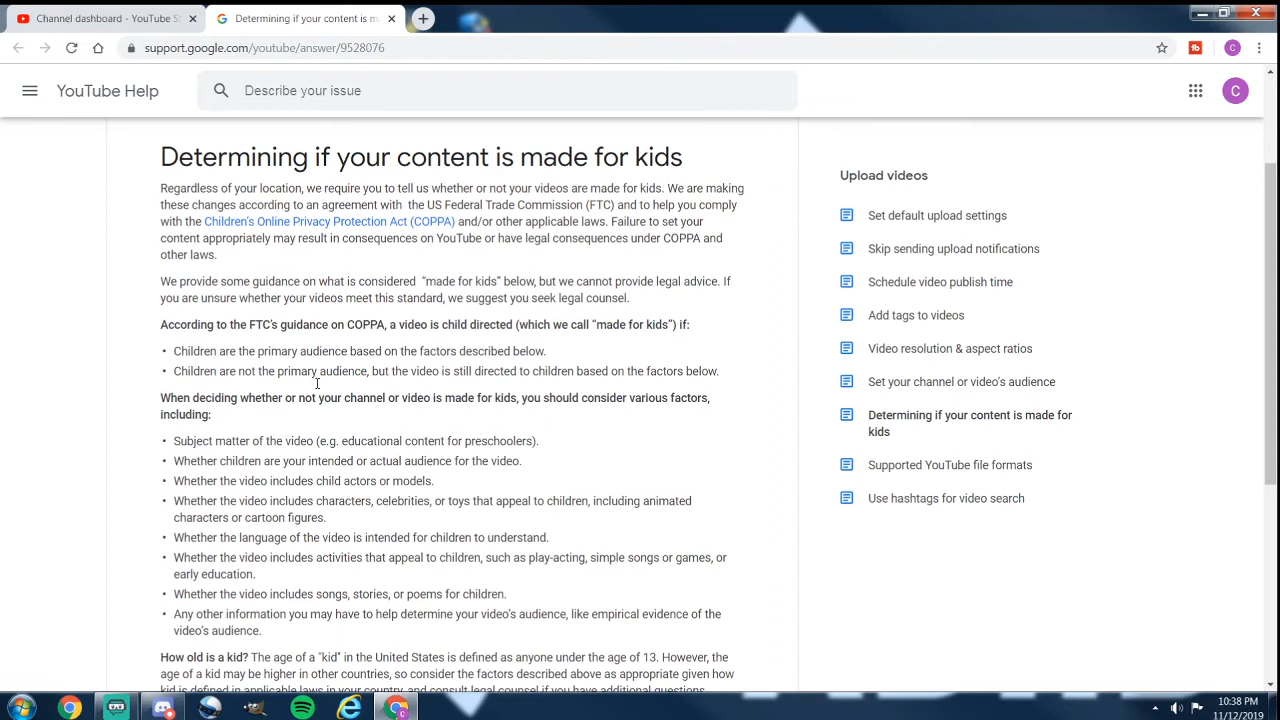 Channel dashboard - YouTube S
Determining if your content is m
support.google.com/youtube/answer/9528076
C
YouTube Help
Describe your issue
C
Determining if your content is made for kids
Regardless of your location, we require you to tell us whether or not your videos are made for kids. We are making
these changes according to an agreement with the US Federal Trade Commission (FTC) and to help you comply
with the Children's Online Privacy Protection Act (COPPA) and/or other applicable laws. Failure to set your
content appropriately may result in consequences on YouTube or have legal consequences under COPPA and
other laws.
We provide some guidance on what is considered “made for kids” below, but we cannot provide legal advice. If
you are unsure whether your videos meet this standard, we suggest you seek legal counsel.
According to the FTC’s guidance on COPPA, a video is child directed (which we call “made for kids”) if:
• Children are the primary audience based on the factors described below.
• Children are not the primary audience, but the video is still directed to children based on the factors below.
When deciding whether or not your channel or video is made for kids, you should consider various factors,
including:
• Subject matter of the video (e.g. educational content for preschoolers).
• Whether children are your intended or actual audience for the video.
• Whether the video includes child actors or models.
• Whether the video includes characters, celebrities, or toys that appeal to children, including animated
characters or cartoon figures.
• Whether the language of the video is intended for children to understand.
• Whether the video includes activities that appeal to children, such as play-acting, simple songs or games, or
early education.
• Whether the video includes songs, stories, or poems for children.
• Any other information you may have to help determine your video’s audience, like empirical evidence of the
video’s audience.
How old is a kid? The age of a "kid" in the United States is defined as anyone under the age of 13. However, the
age of a kid may be higher in other countries, so consider the factors described above as appropriate given how
kid is defined in applicable laws in your country, and consult legal counsel if you have additional questions.
Upload videos
Set default upload settings
Skip sending upload notifications
Schedule video publish time
Add tags to videos
Video resolution & aspect ratios
Set your channel or video's audience
Determining if your content is made for
kids
Supported YouTube file formats
Use hashtags for video search
10:38 PM
11/12/2019